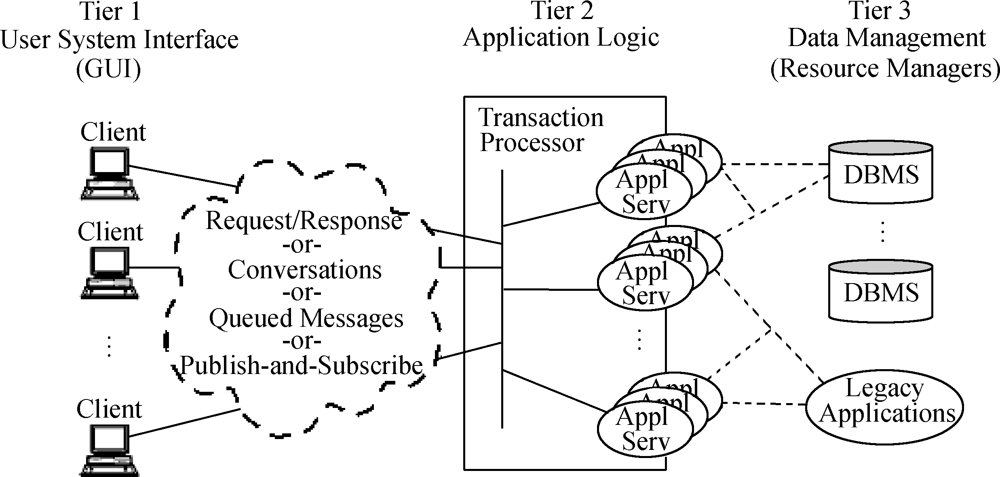 Tier 1
User System Interface
(GUI)
Tier 2
Application Logic
Tier 3
Data Management
(Resource Managers)
Client
Client
Client
Request/Response
-or-
Conversations
-or-
Queued Messages
-or-
Publish-and-Subscribe
Transaction
Processor
Appl
Appl
Appl
Serv
Appl
Appl
Appl
Serv
Appl
Appl
Appl
Serv
DBMS
DBMS
Legacy
Applications